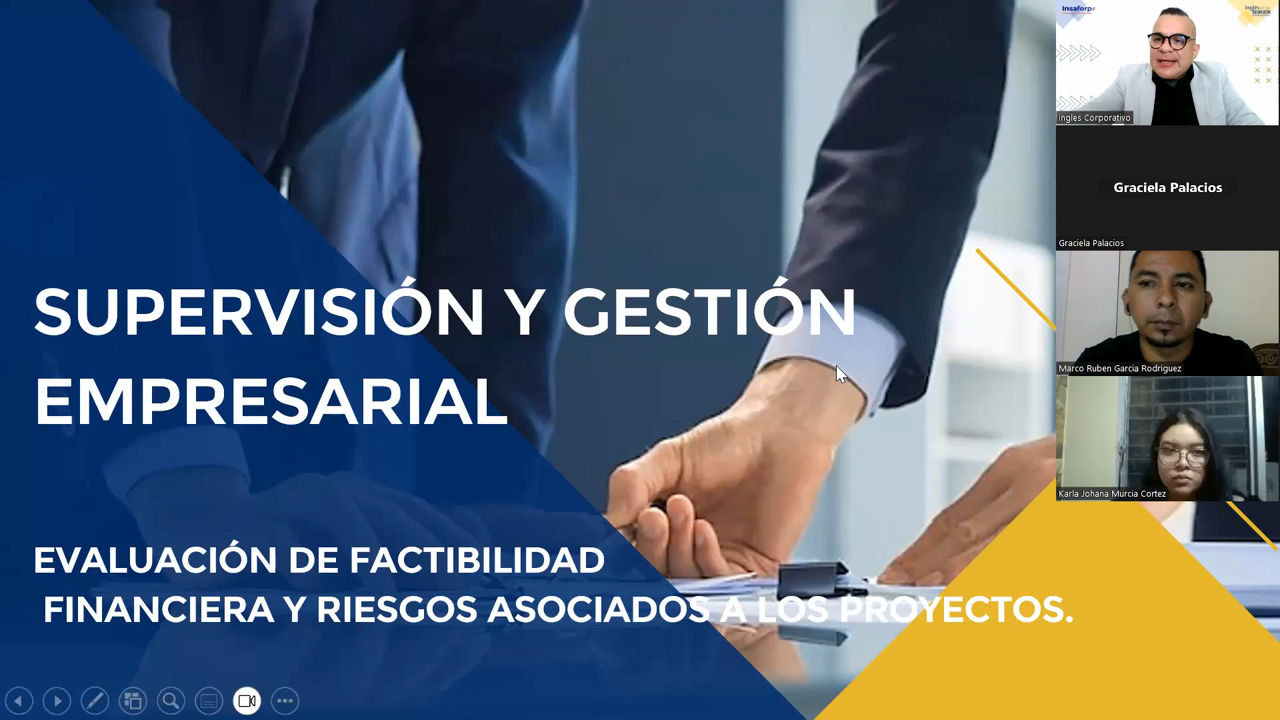 SUPERVISIÓN Y GESTIÓN
EMPRESARIAL
EVALUACIÓN DE FACTIBILIDAD
FINANCIERA Y RIESGOS ASOCIADOS A LOS PROYECTOS.
Insaforp
Ingles Corporativo
Graciela Palacios
Graciela Palacios
Marco Ruben Garcia Rodriguez
Karla Johana Murcia Cortez